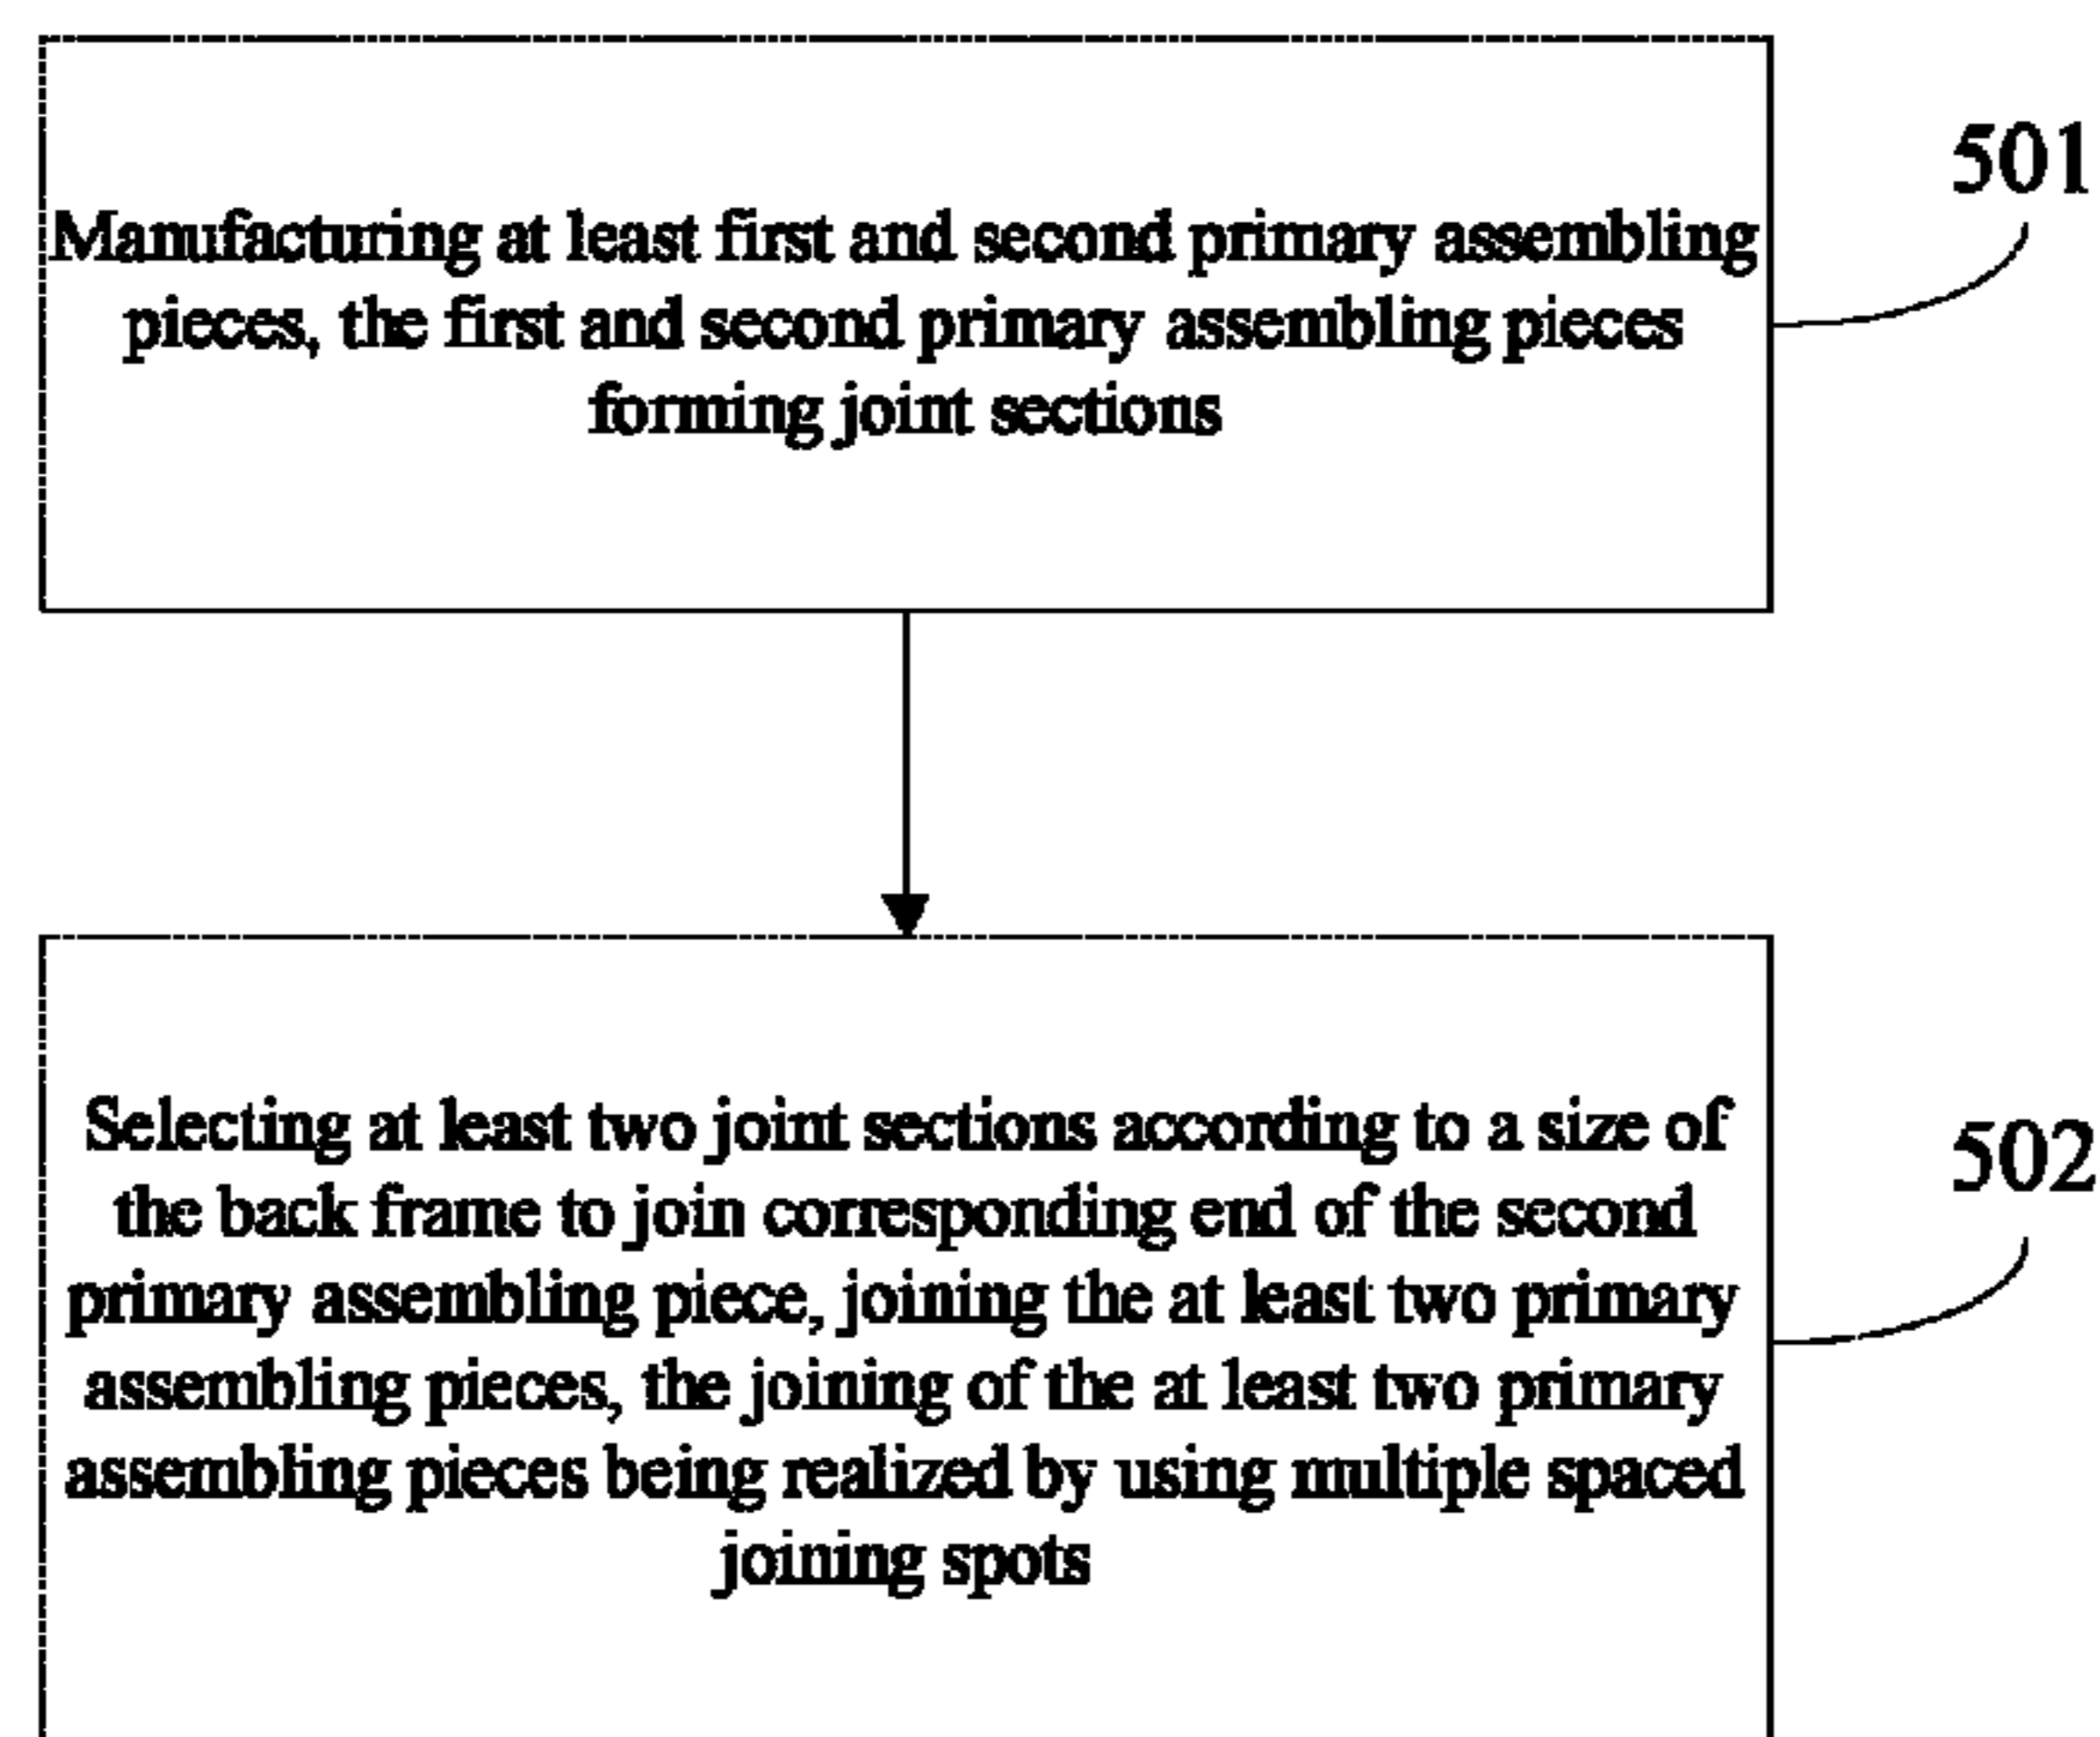 501
Manufacturing at least first and second primary assembling
pieces, the first and second primary assembling pieces
forming joint sections
502
Selecting at least two joint sections according to a size of
the back frame to join corresponding end of the second
primary assembling piece, joining the at least two primary
assembling pieces, the joining of the at least two primary
assembling pieces being realized by using multiple spaced
joining spots